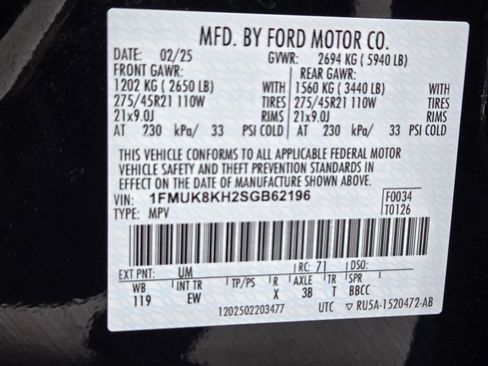 MFD. BY FORD MOTOR CO.
DATE: 02/25 GVWR: 2694 KG ( 5940 LB)
FRONT GAWR: REAR GAWR:
1202 KG ( 2650 LB) WITH 1560 KG ( 3440 LB) WITH
275/45R21 110W TIRES 275/45R21 110W TIRES
21x9.0J RIMS 21x9.0J RIMS
AT 230 kPa/ 33 PSI COLD AT 230 kPa/ 33 PSI COLD
THIS VEHICLE CONFORMS TO ALL APPLICABLE FEDERAL MOTOR
VEHICLE SAFETY AND THEFT PREVENTION STANDARDS IN EFFECT ON THE
DATE OF MANUFACTURE SHOWN ABOVE.
VIN: 1FMUK8KH2SGB62196 F0034
TYPE: MPV T0126
EXT PNT: UM RC: 71 DSO:
WB INT TR TP/PS R AXLE TR SPR
119 EW X 3B T BBCC
1202502203477 UTC RU5A-1520472-AB